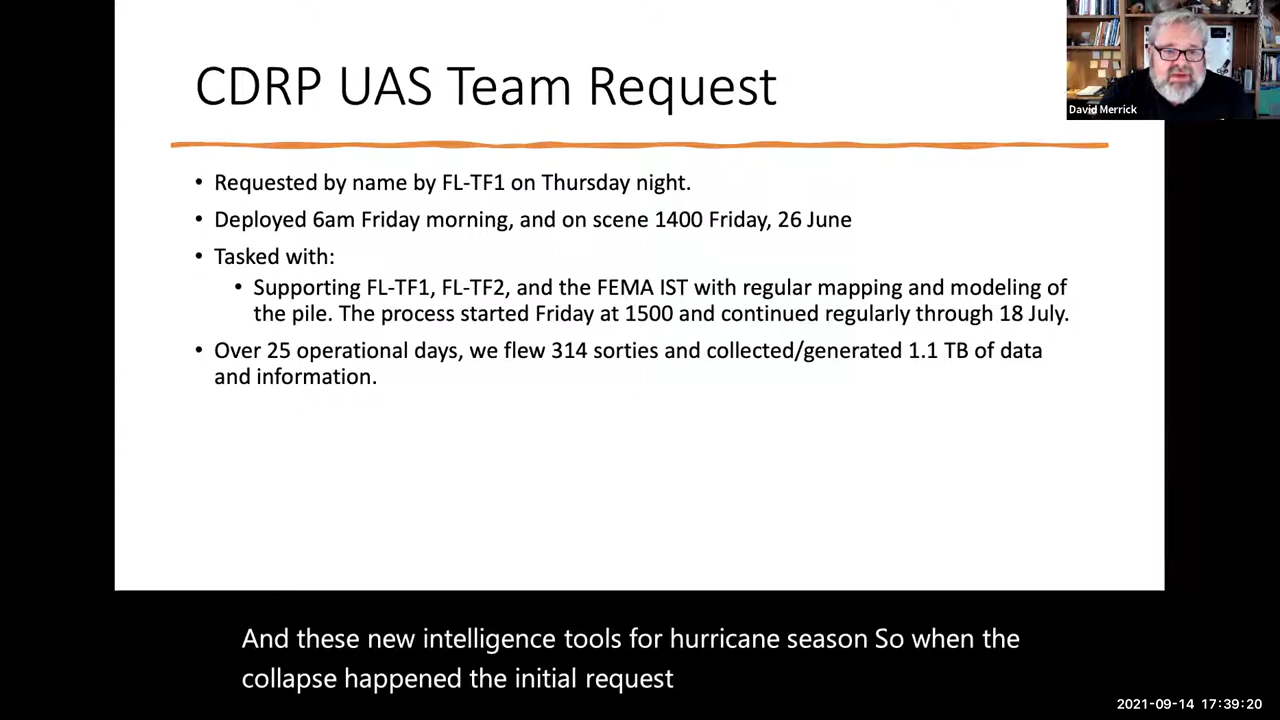 CDRP UAS Team Request
David Merrick
• Requested by name by FL-TF1 on Thursday night.
• Deployed 6am Friday morning, and on scene 1400 Friday, 26 June
• Tasked with:
• Supporting FL-TF1, FL-TF2, and the FEMA IST with regular mapping and modeling of
the pile. The process started Friday at 1500 and continued regularly through 18 July.
• Over 25 operational days, we flew 314 sorties and collected/generated 1.1 TB of data
and information.
And these new intelligence tools for hurricane season So when the
collapse happened the initial request
2021-09-14 17:39:20